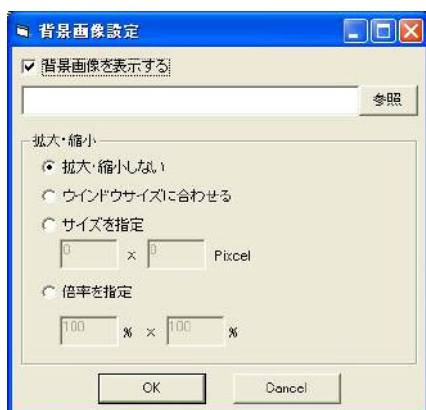 背景画像設定
背景画像を表示する
参照
拡大・縮小
拡大・縮小しない
ウインドウサイズに合わせる
サイズを指定
0 × 0 Pixcel
倍率を指定
100 % × 100 %
OK Cancel